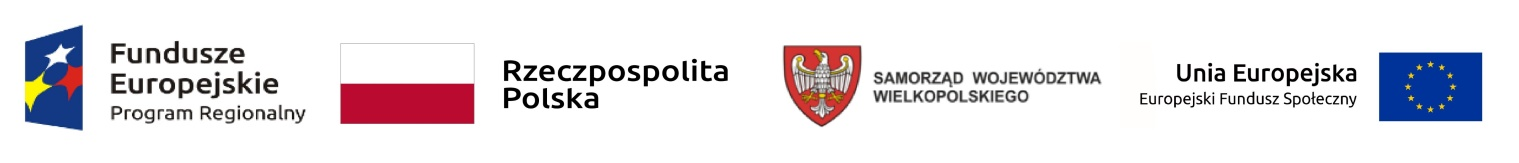 Fundusze
Europejskie
Program Regionalny
Rzeczpospolita
Polska
SAMORZĄD WOJEWÓDZTWA
WIELKOPOLSKIEGO
Unia Europejska
Europejski Fundusz Społeczny